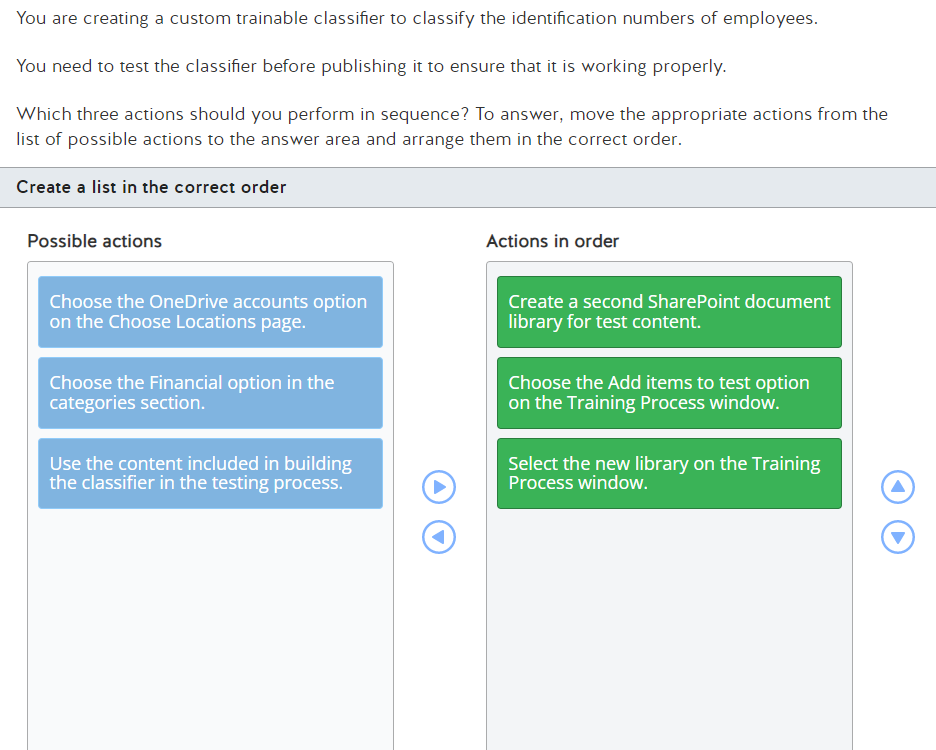 You are creating a custom trainable classifier to classify the identification numbers of employees.
You need to test the classifier before publishing it to ensure that it is working properly.
Which three actions should you perform in sequence? To answer, move the appropriate actions from the
list of possible actions to the answer area and arrange them in the correct order.
Create a list in the correct order
Possible actions
Choose the OneDrive accounts option
on the Choose Locations page.
Choose the Financial option in the
categories section.
Use the content included in building
the classifier in the testing process.
Actions in order
Create a second SharePoint document
library for test content.
Choose the Add items to test option
on the Training Process window.
Select the new library on the Training
Process window.